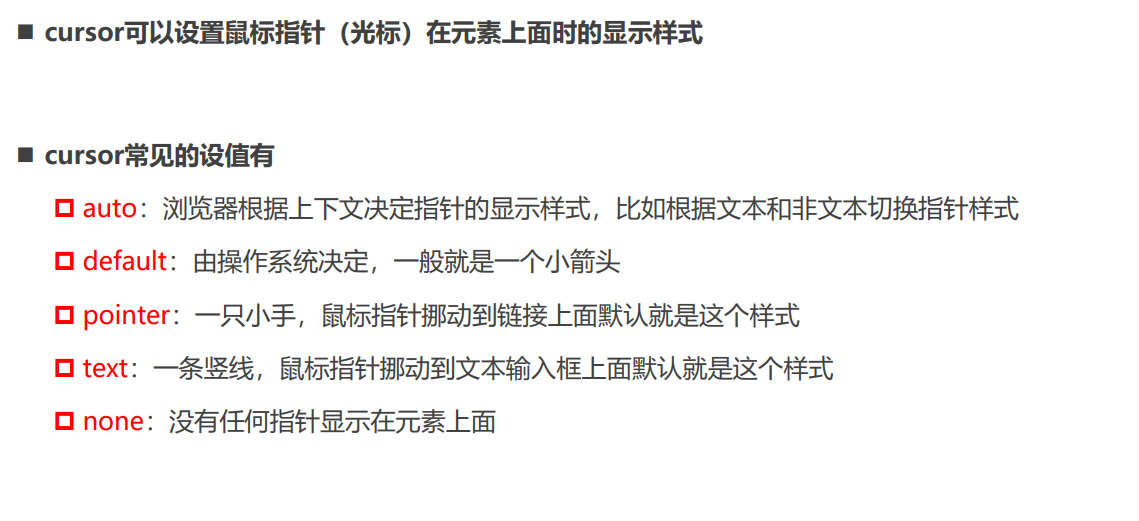 ■ cursor可以设置鼠标指针（光标）在元素上面时的显示样式
■ cursor常见的设值有
auto：浏览器根据上下文决定指针的显示样式，比如根据文本和非文本切换指针样式
default：由操作系统决定，一般就是一个小箭头
pointer：一只小手，鼠标指针挪动到链接上面默认就是这个样式
text：一条竖线，鼠标指针挪动到文本输入框上面默认就是这个样式
none：没有任何指针显示在元素上面